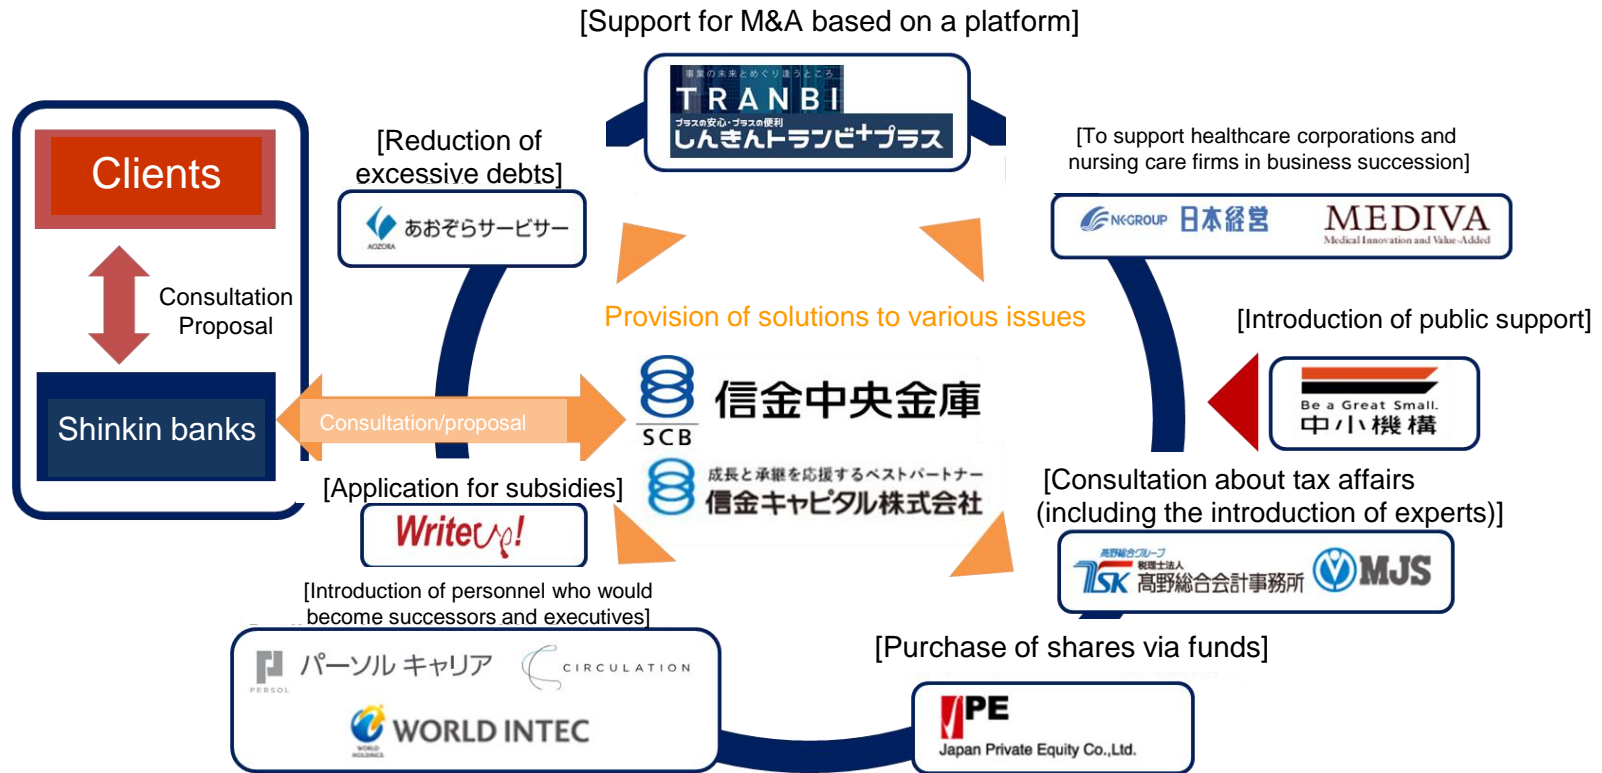 [Support for M&A based on a platform]
事業の未来とめぐり逢うところ
TRANBI
プラスの安心・プラスの便利
しんきんトランビ+プラス
Clients
Consultation
Proposal
Shinkin banks
[Reduction of
excessive debts]
AOZORA
あおぞらサービサー
[To support healthcare corporations and
nursing care firms in business succession]
NK-GROUP 日本経営
MEDIVA
Medical Innovation and Value-Added
Provision of solutions to various issues
[Introduction of public support]
Be a Great Small.
中小機構
Consultation/proposal
SCB
信金中央金庫
成長と承継を応援するベストパートナー
信金キャピタル株式会社
[Application for subsidies]
WriteUp!
[Consultation about tax affairs
(including the introduction of experts)]
髙野総合グループ
TSK
税理士法人
髙野総合会計事務所
MJS
[Introduction of personnel who would
become successors and executives]
PERSOL
パーソル キャリア
CIRCULATION
WORLD HOLDINGS
WORLD INTEC
[Purchase of shares via funds]
JPE
Japan Private Equity Co.,Ltd.